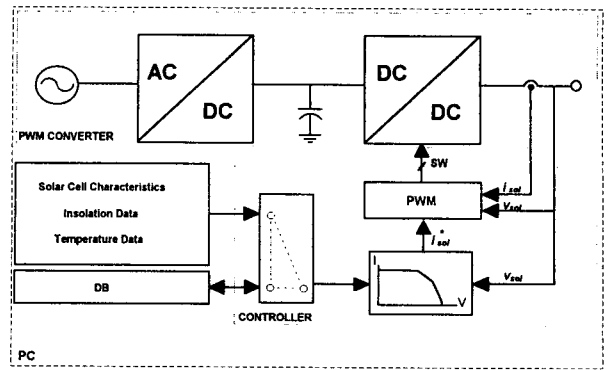 AC
DC
DC
DC
PWM CONVERTER
SW
Solar Cell Characteristics
Insolation Data
Temperature Data
PWM
i sol
v sol
i sol *
DB
I
V
v sol
CONTROLLER
PC